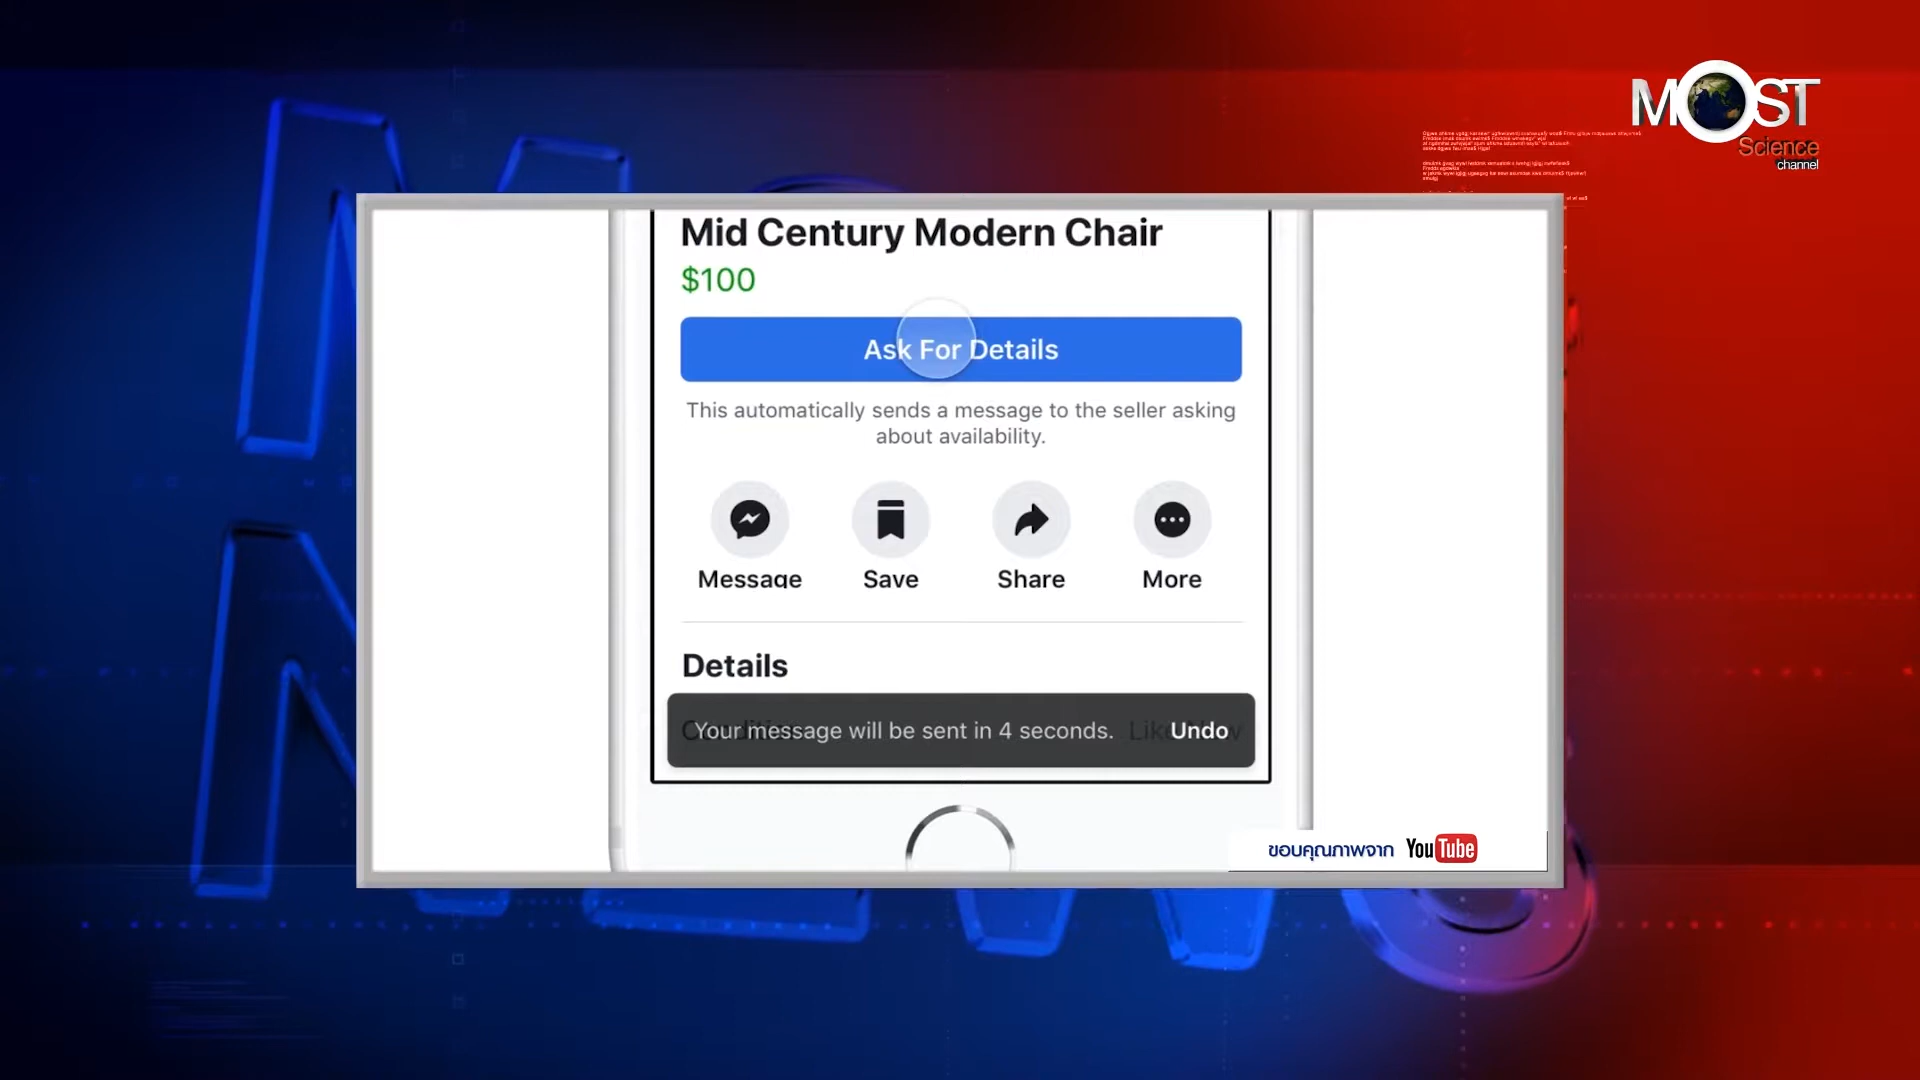 MOST
Science
channel
Mid Century Modern Chair
$100
Ask For Details
This automatically sends a message to the seller asking
about availability.
Message
Save
Share
More
Details
Your message will be sent in 4 seconds.
Undo
ขอบคุณภาพจาก YouTube